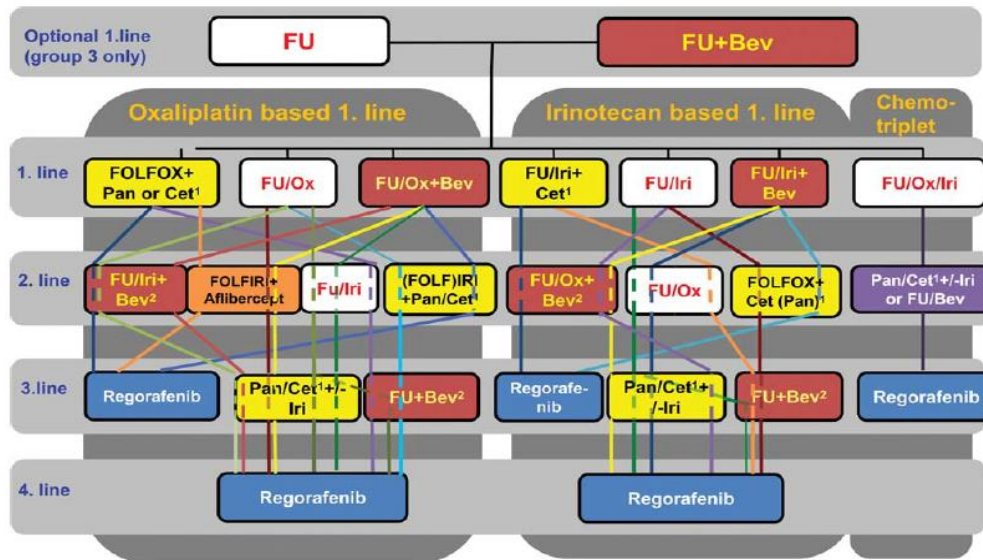 Optional 1.line
(group 3 only)
FU
FU+Bev
Oxaliplatin based 1. line
Irinotecan based 1. line
Chemo-
triplet
1. line
FOLFOX+
Pan or Cet¹
FU/Ox
FU/Ox+Bev
FU/Iri+
Cet¹
FU/Iri
FU/Iri+
Bev
FU/Ox/Iri
2. line
FU/Iri+
Bev²
FOLFIRI+
Aflibercept
Fu/Iri
(FOLF)IRI
+Pan/Cet¹
FU/Ox+
Bev²
FU/Ox
FOLFOX+
Cet (Pan)¹
Pan/Cet¹+/-Iri
or FU/Bev
3.line
Regorafenib
Pan/Cet¹+/-
Iri
FU+Bev²
Regorafe-
nib
Pan/Cet¹+
/-Iri
FU+Bev²
Regorafenib
4. line
Regorafenib
Regorafenib